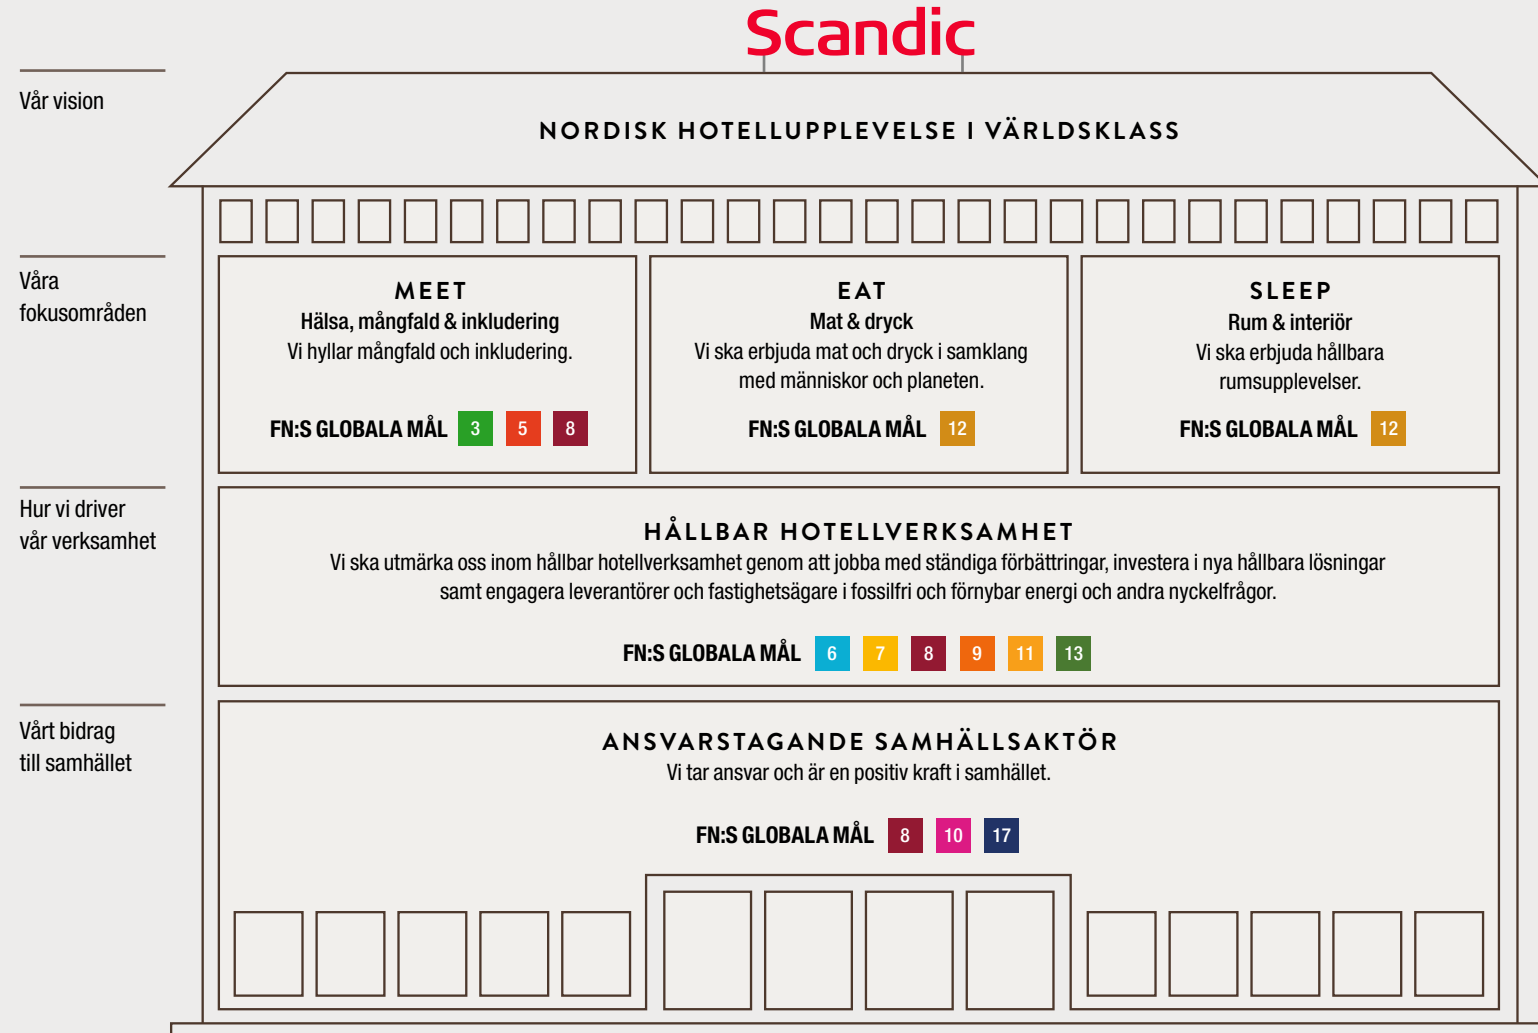 Scandic
Vår vision
NORDISK HOTELLUPPLEVELSE I VÄRLDSKLASS
Våra
fokusområden
MEET
Hälsa, mångfald & inkludering
Vi hyllar mångfald och inkludering.
FN:S GLOBALA MÅL 3 5 8
EAT
Mat & dryck
Vi ska erbjuda mat och dryck i samklang
med människor och planeten.
FN:S GLOBALA MÅL 12
SLEEP
Rum & interiör
Vi ska erbjuda hållbara
rumsupplevelser.
FN:S GLOBALA MÅL 12
Hur vi driver
vår verksamhet
HÅLLBAR HOTELLVERKSAMHET
Vi ska utmärka oss inom hållbar hotellverksamhet genom att jobba med ständiga förbättringar, investera i nya hållbara lösningar
samt engagera leverantörer och fastighetsägare i fossilfri och förnybar energi och andra nyckelfrågor.
FN:S GLOBALA MÅL 6 7 8 9 11 13
Vårt bidrag
till samhället
ANSVARSTAGANDE SAMHÄLLSAKTÖR
Vi tar ansvar och är en positiv kraft i samhället.
FN:S GLOBALA MÅL 8 10 17